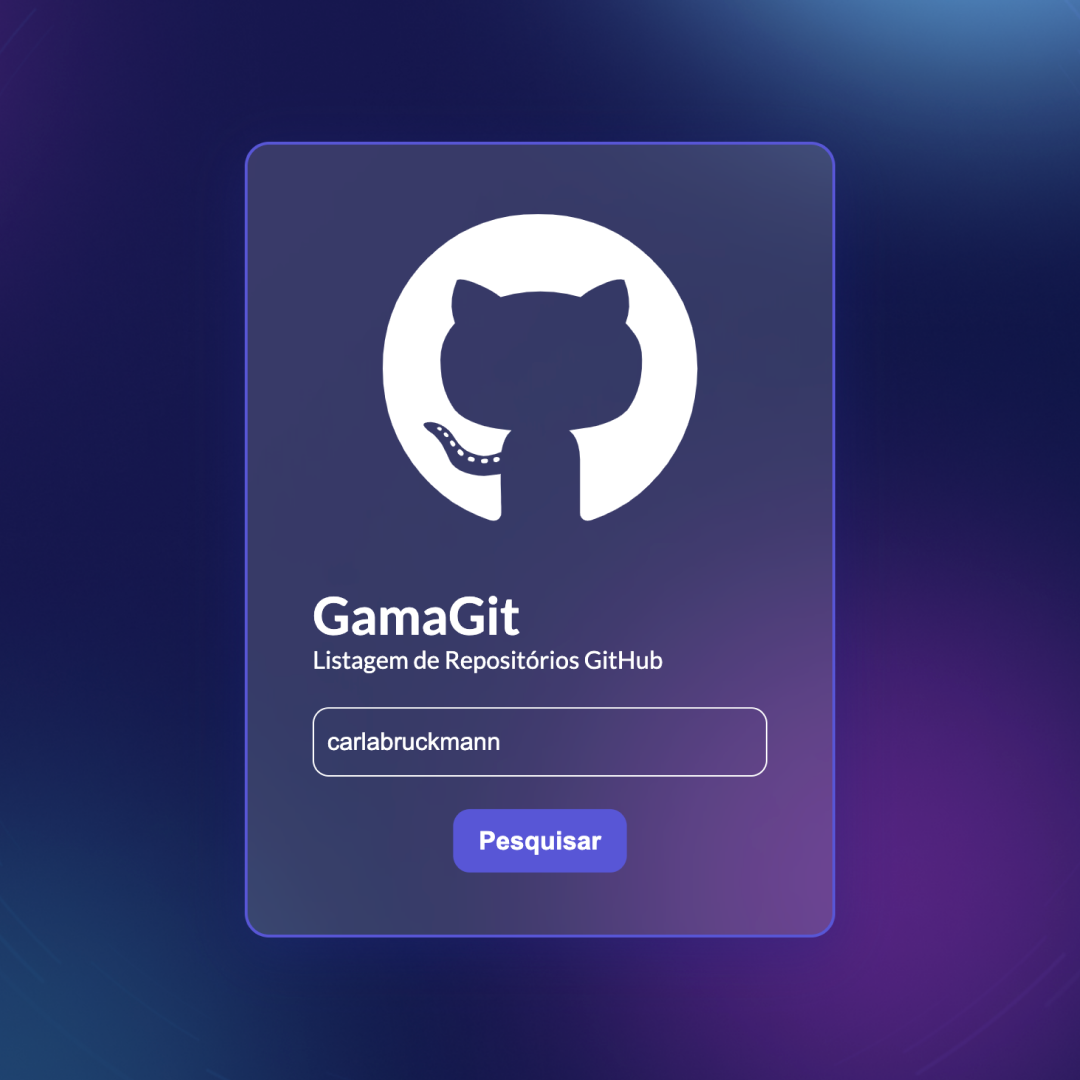 GamaGit
Listagem de Repositórios GitHub
carlabruckmann
Pesquisar